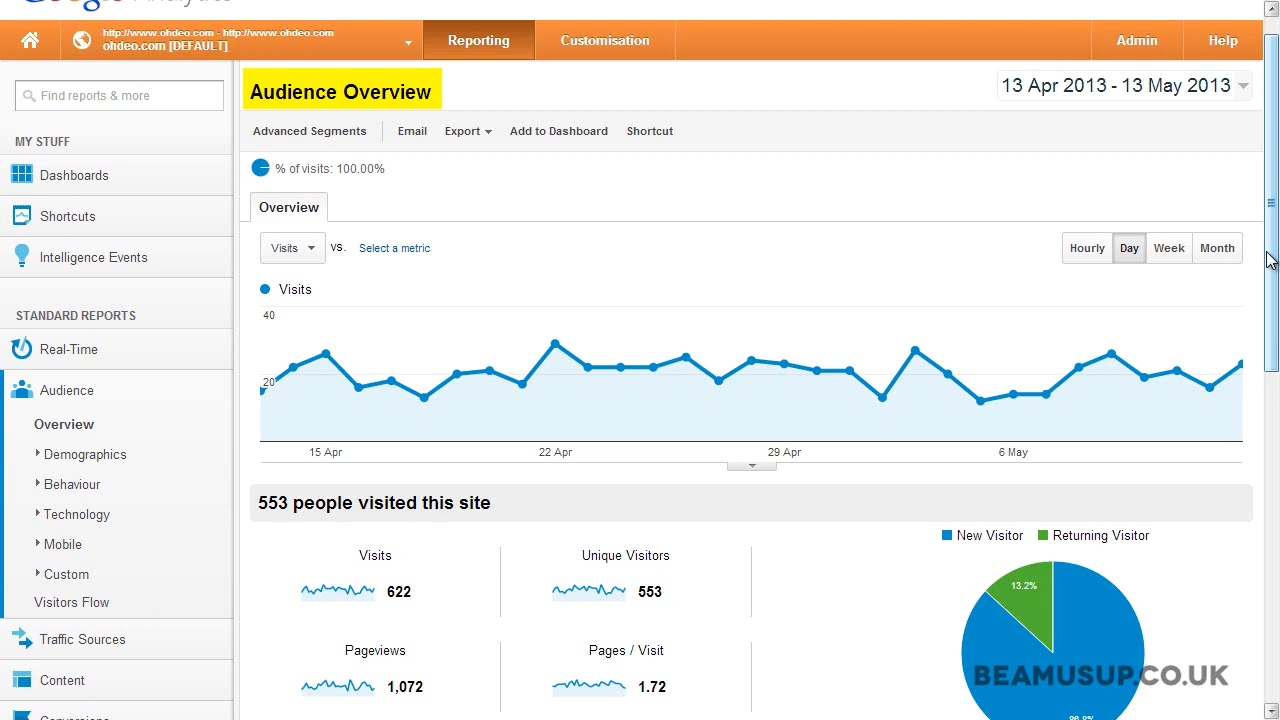 Google Analytics
http://www.ohdeo.com - http://www.ohdeo.com
ohdeo.com [DEFAULT]
Reporting
Customisation
Admin
Help
Find reports & more
MY STUFF
Dashboards
Shortcuts
Intelligence Events
STANDARD REPORTS
Real-Time
Audience
Overview
Demographics
Behaviour
Technology
Mobile
Custom
Visitors Flow
Traffic Sources
Content
Conversions
Audience Overview
13 Apr 2013 - 13 May 2013
Advanced Segments
Email
Export
Add to Dashboard
Shortcut
% of visits: 100.00%
Overview
Visits
vs.
Select a metric
Hourly
Day
Week
Month
Visits
40
20
15 Apr
22 Apr
29 Apr
6 May
553 people visited this site
Visits
622
Unique Visitors
553
Pageviews
1,072
Pages / Visit
1.72
New Visitor
Returning Visitor
13.2%
BEAMUSUP.CO.UK